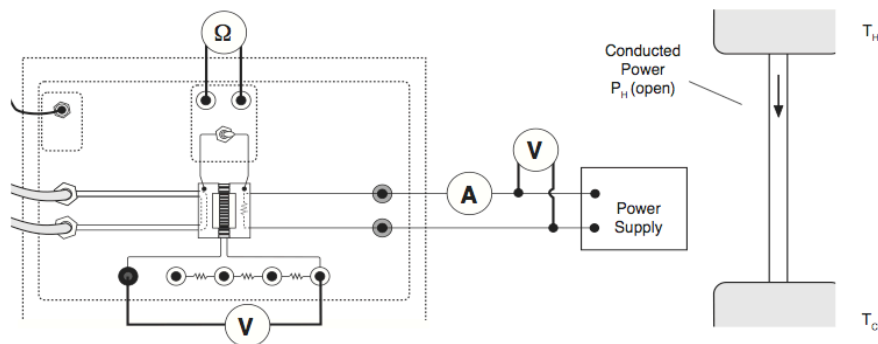 Ω
T_H
Conducted
Power
P_H (open)
V
A
Power
Supply
V
T_C